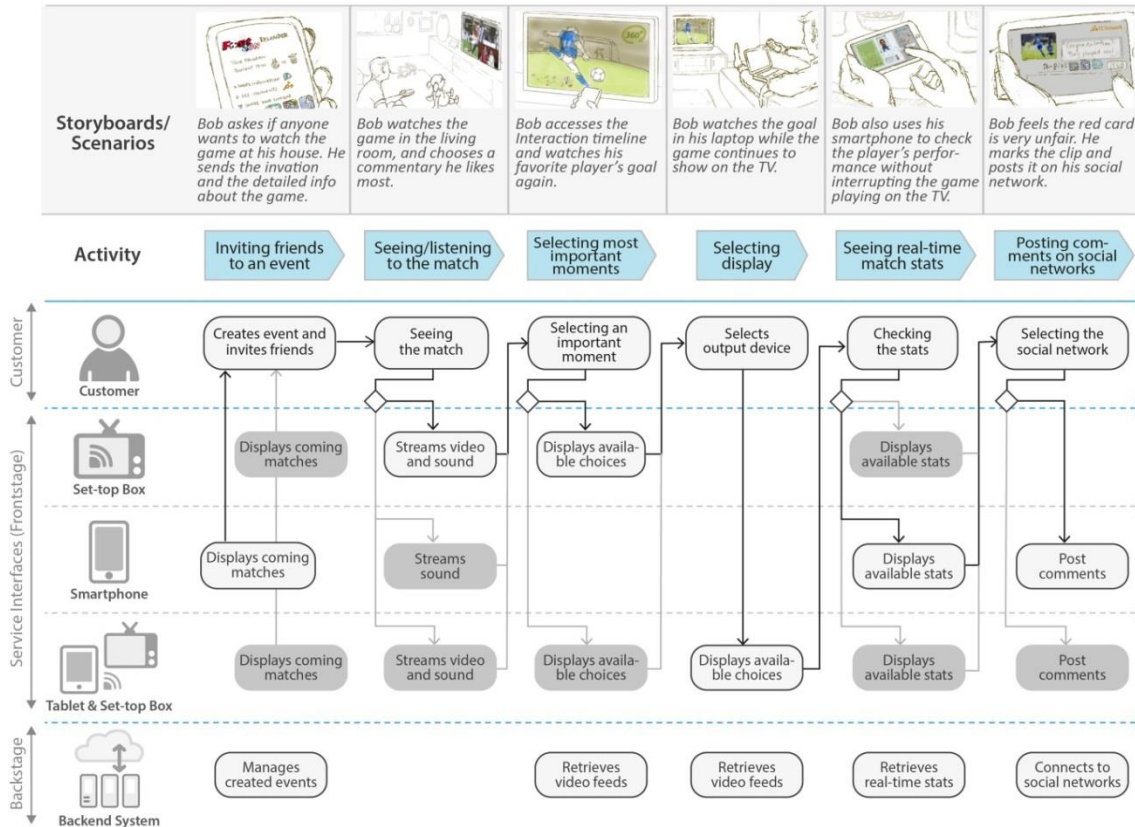 Storyboards/
Scenarios
Bob asks if anyone
wants to watch the
game at his house. He
sends the invation
and the detailed info
about the game.
Bob watches the
game in the living
room, and chooses a
commentary he likes
most.
360°
Bob accesses the
Interaction timeline
and watches his
favorite player's goal
again.
Bob watches the goal
in his laptop while the
game continues to
show on the TV.
Bob also uses his
smartphone to check
the player's perfor-
mance without
interrupting the game
playing on the TV.
Bob feels the red card
is very unfair. He
marks the clip and
posts it on his social
network.
Activity
Inviting friends
to an event
Seeing/listening
to the match
Selecting most
important
moments
Selecting
display
Seeing real-time
match stats
Posting com-
ments on social
networks
Customer
Customer
Creates event and
invites friends
Seeing
the match
Selecting an
important
moment
Selects
output device
Checking
the stats
Selecting the
social network
Service Interfaces (Frontstage)
Set-top Box
Displays coming
matches
Streams video
and sound
Displays availa-
ble choices
Displays
available stats
Smartphone
Displays coming
matches
Streams
sound
Displays
available stats
Post
comments
Tablet & Set-top Box
Displays coming
matches
Streams video
and sound
Displays availa-
ble choices
Displays availa-
ble choices
Displays
available stats
Post
comments
Backstage
Backend System
Manages
created events
Retrieves
video feeds
Retrieves
video feeds
Retrieves
real-time stats
Connects to
social networks